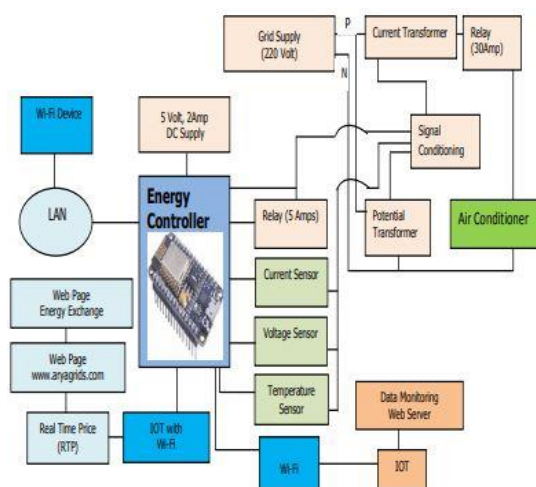 Grid Supply
(220 Volt)
P
N
Current Transformer
Relay
(30Amp)
Wi-Fi Device
5 Volt, 2Amp
DC Supply
Signal
Conditioning
LAN
Energy
Controller
Relay (5 Amps)
Potential
Transformer
Air Conditioner
Current Sensor
Web Page
Energy Exchange
Voltage Sensor
Web Page
www.aryagrids.com
Temperature
Sensor
Data Monitoring
Web Server
Real Time Price
(RTP)
IOT with
Wi-Fi
Wi-Fi
IOT